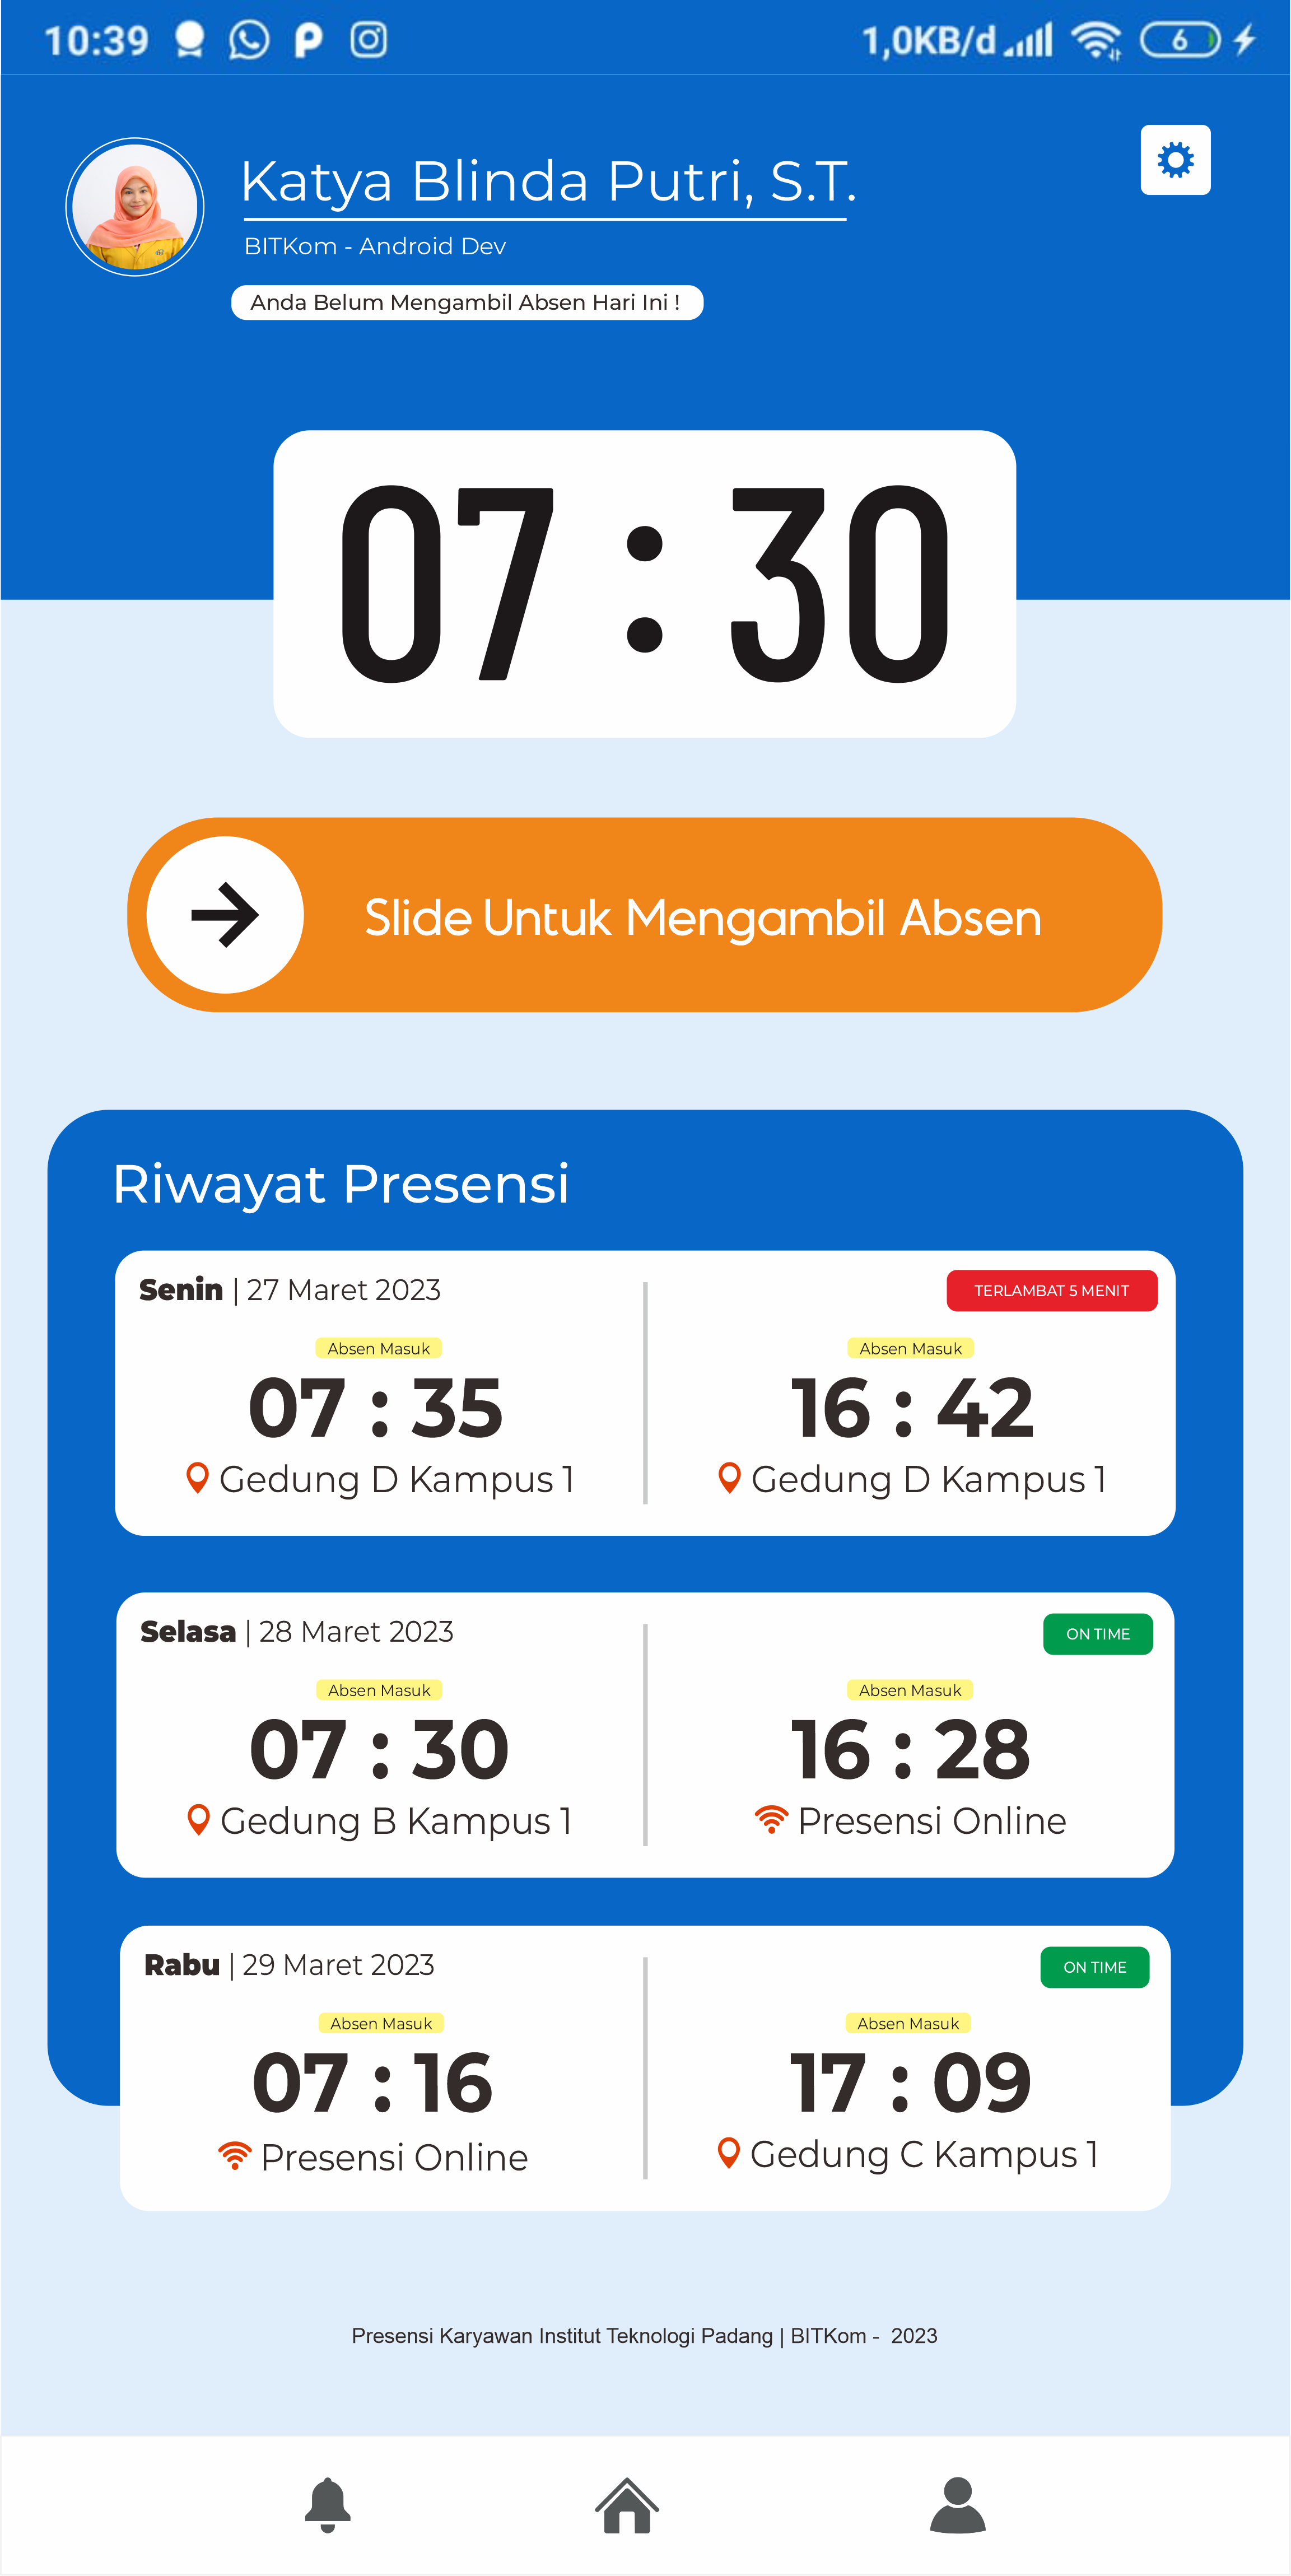 10:39 1,0KB/d 6
Katya Blinda Putri, S.T.
BITKom - Android Dev
Anda Belum Mengambil Absen Hari Ini !
07 : 30
Slide Untuk Mengambil Absen
Riwayat Presensi
Senin | 27 Maret 2023
TERLAMBAT 5 MENIT
Absen Masuk
07 : 35
Gedung D Kampus 1
Absen Masuk
16 : 42
Gedung D Kampus 1
Selasa | 28 Maret 2023
ON TIME
Absen Masuk
07 : 30
Gedung B Kampus 1
Absen Masuk
16 : 28
Presensi Online
Rabu | 29 Maret 2023
ON TIME
Absen Masuk
07 : 16
Presensi Online
Absen Masuk
17 : 09
Gedung C Kampus 1
Presensi Karyawan Institut Teknologi Padang | BITKom - 2023